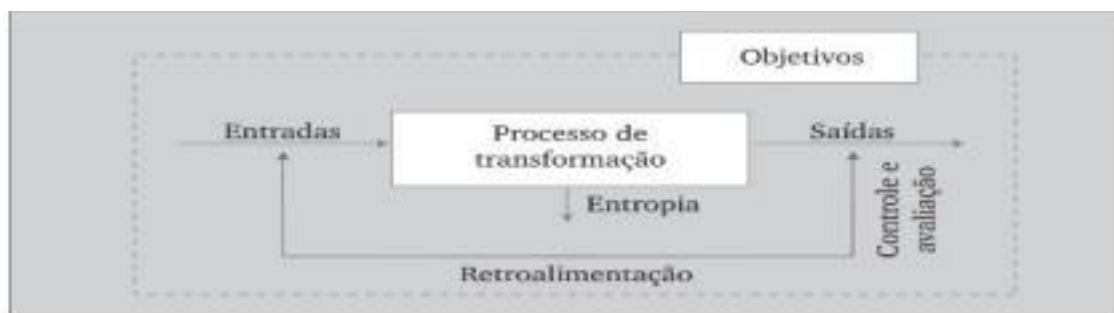 Objetivos
Entradas
Processo de
transformação
Saídas
Entropia
Controle e
avaliação
Retroalimentação